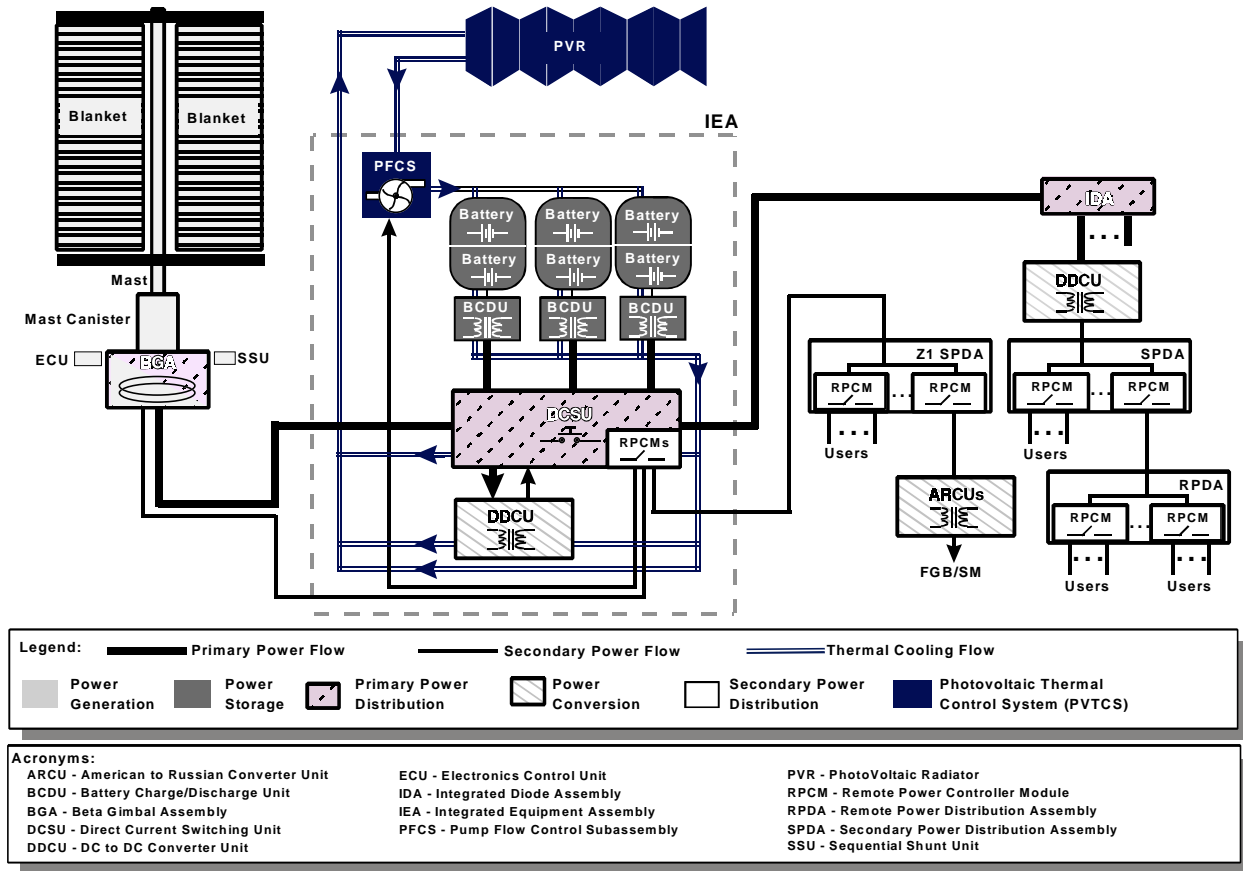 PVR
IEA
Blanket
Blanket
PFCS
IDA
...
Battery
Battery
Battery
Battery
Battery
Battery
Mast
DDCU
BCDU
BCDU
BCDU
Mast Canister
ECU
BGA
SSU
Z1 SPDA
SPDA
RPCM
...
RPCM
RPCM
...
RPCM
DCSU
RPCMs
...
Users
...
Users
ARCUs
RPDA
DDCU
RPCM
...
RPCM
FGB/SM
...
Users
...
Users
Legend:
Primary Power Flow
Secondary Power Flow
Thermal Cooling Flow
Power
Generation
Power
Storage
Primary Power
Distribution
Power
Conversion
Secondary Power
Distribution
Photovoltaic Thermal
Control System (PVTCS)
Acronyms:
ARCU - American to Russian Converter Unit
BCDU - Battery Charge/Discharge Unit
BGA - Beta Gimbal Assembly
DCSU - Direct Current Switching Unit
DDCU - DC to DC Converter Unit
ECU - Electronics Control Unit
IDA - Integrated Diode Assembly
IEA - Integrated Equipment Assembly
PFCS - Pump Flow Control Subassembly
PVR - PhotoVoltaic Radiator
RPCM - Remote Power Controller Module
RPDA - Remote Power Distribution Assembly
SPDA - Secondary Power Distribution Assembly
SSU - Sequential Shunt Unit